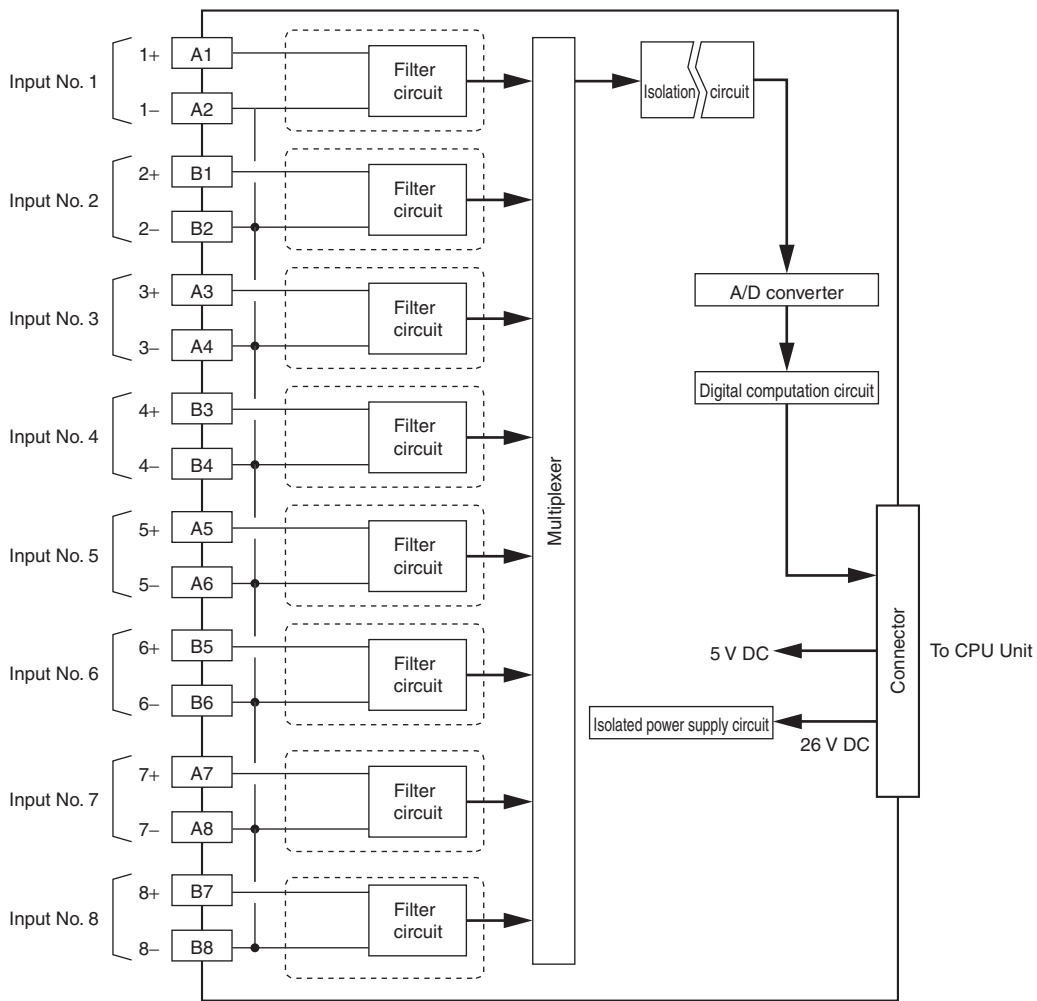 Input No. 1
1+
A1
1−
A2
Filter
circuit
Input No. 2
2+
B1
2−
B2
Filter
circuit
Input No. 3
3+
A3
3−
A4
Filter
circuit
Input No. 4
4+
B3
4−
B4
Filter
circuit
Input No. 5
5+
A5
5−
A6
Filter
circuit
Input No. 6
6+
B5
6−
B6
Filter
circuit
Input No. 7
7+
A7
7−
A8
Filter
circuit
Input No. 8
8+
B7
8−
B8
Filter
circuit
Multiplexer
Isolation circuit
A/D converter
Digital computation circuit
Connector
To CPU Unit
5 V DC
Isolated power supply circuit
26 V DC